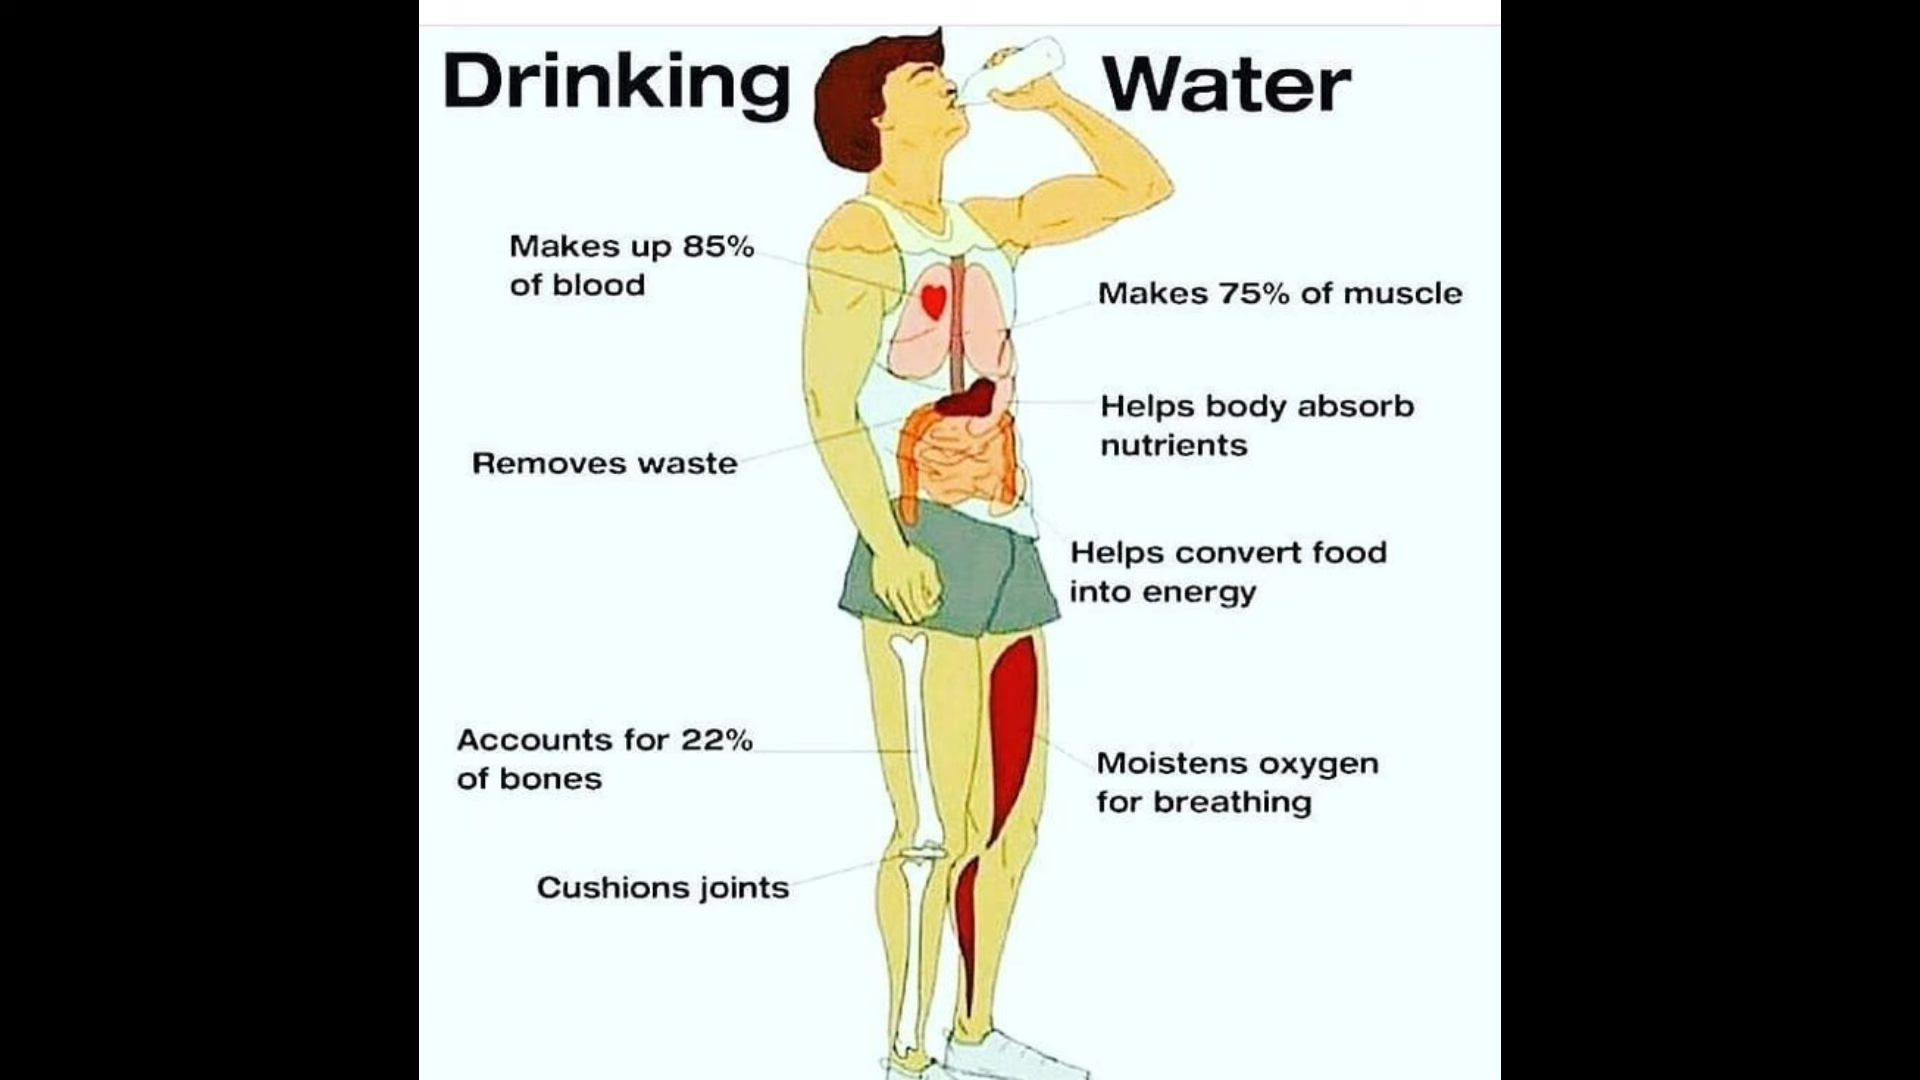 Drinking Water
Makes up 85%
of blood
Makes 75% of muscle
Helps body absorb
nutrients
Removes waste
Helps convert food
into energy
Accounts for 22%
of bones
Moistens oxygen
for breathing
Cushions joints